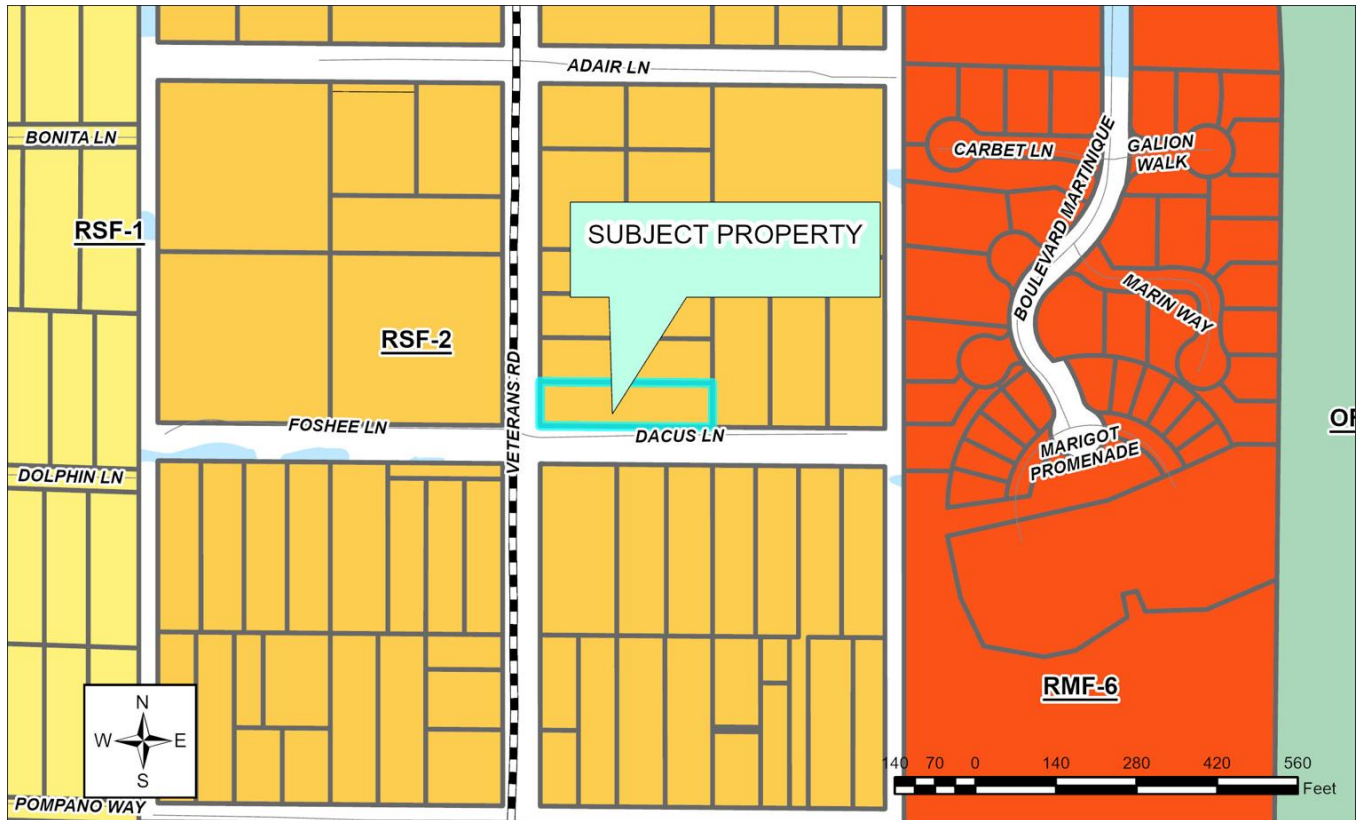 ADAIR LN
BONITA LN
CARBET LN
GALION
WALK
BOULEVARD MARTINIQUE
RSF-1
SUBJECT PROPERTY
MARIN WAY
RSF-2
VETERANS RD
FOSHEE LN
DACUS LN
MARIGOT
PROMENADE
DOLPHIN LN
RMF-6
N
W E
S
140 70 0 140 280 420 560
Feet
POMPANO WAY